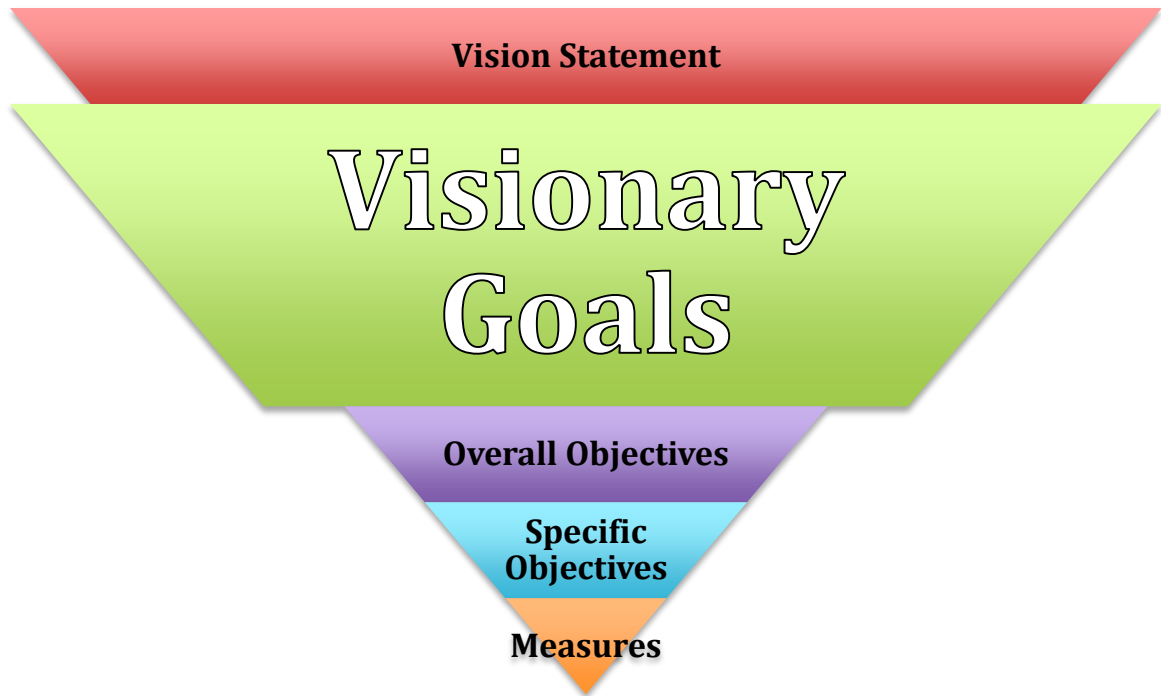 Vision Statement
Visionary
Goals
Overall Objectives
Specific
Objectives
Measures